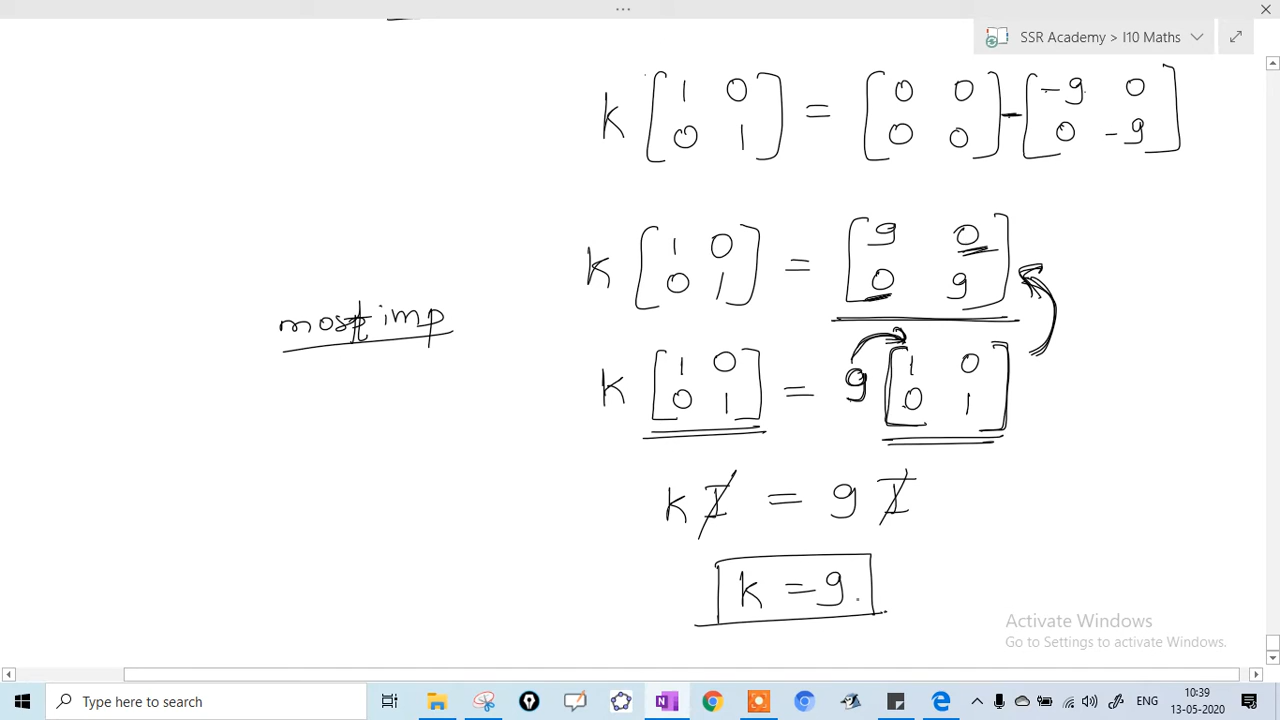 SSR Academy > I10 Maths
k [1 0; 0 1] = [0 0; 0 0] - [-9 0; 0 -9]
k [1 0; 0 1] = [9 0; 0 9]
most imp
k [1 0; 0 1] = 9 [1 0; 0 1]
k I = 9 I
k = 9.
Activate Windows
Go to Settings to activate Windows.
Type here to search
10:39
13-05-2020